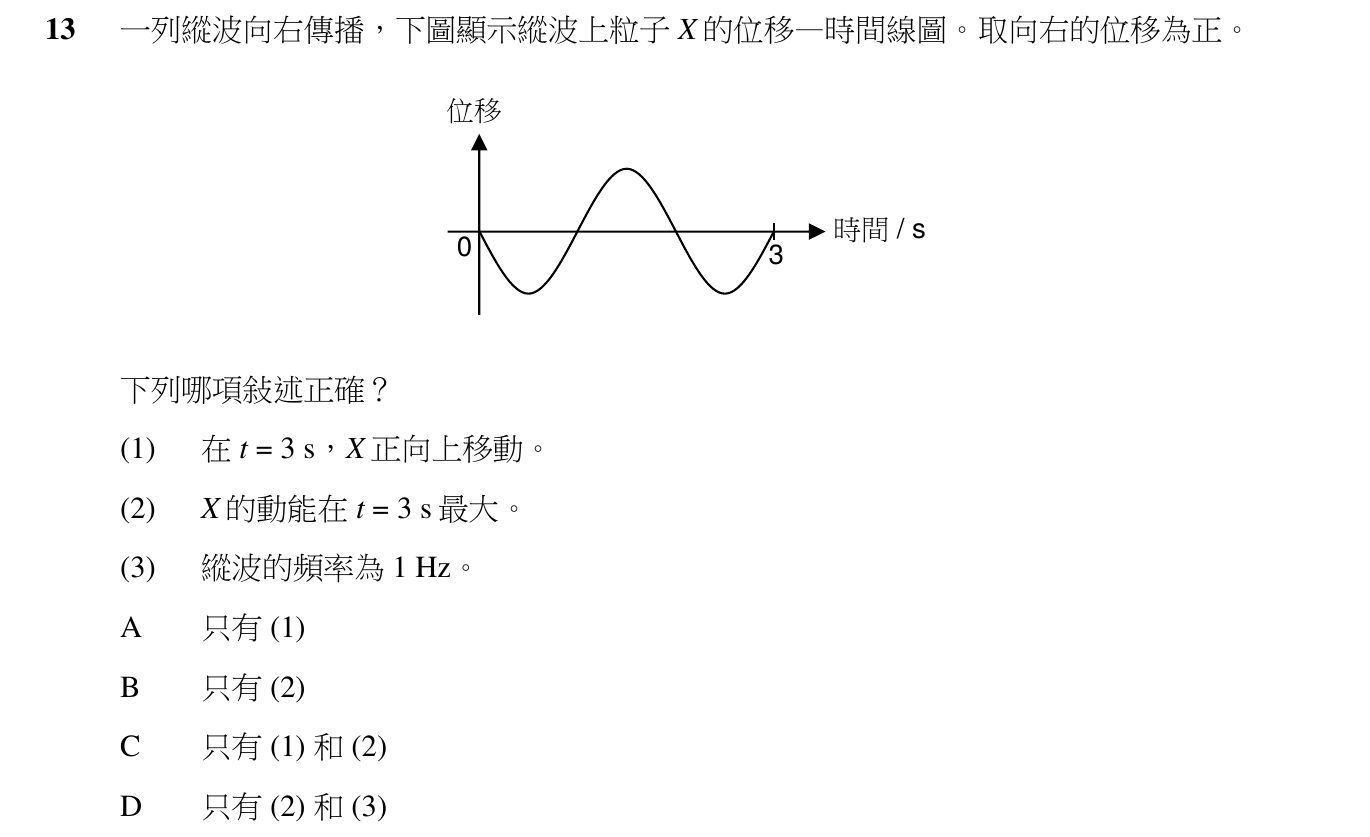 13 一列縱波向右傳播，下圖顯示縱波上粒子 X 的位移—時間線圖。取向右的位移為正。
位移
時間 / s
0
3
下列哪項敍述正確？
(1) 在 t = 3 s，X 正向上移動。
(2) X 的動能在 t = 3 s 最大。
(3) 縱波的頻率為 1 Hz。
A 只有 (1)
B 只有 (2)
C 只有 (1) 和 (2)
D 只有 (2) 和 (3)